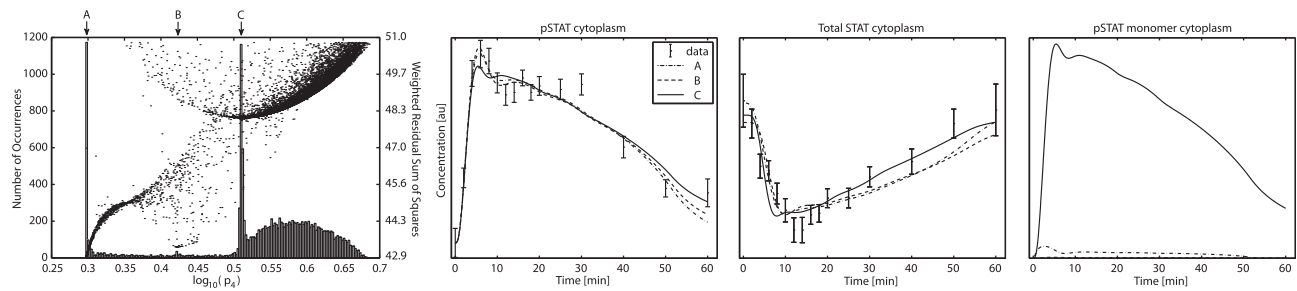 A B C
Number of Occurrences
1200
1000
800
600
400
200
0
0.25 0.3 0.35 0.4 0.45 0.5 0.55 0.6 0.65 0.7
log10( p4)
51.0
49.7
48.3
47.0
45.6
44.3
42.9
Weighted Residual Sum of Squares
pSTAT cytoplasm
Concentration [au]
data
A
B
C
0 10 20 30 40 50 60
Time [min]
Total STAT cytoplasm
0 10 20 30 40 50 60
Time [min]
pSTAT monomer cytoplasm
0 10 20 30 40 50 60
Time [min]